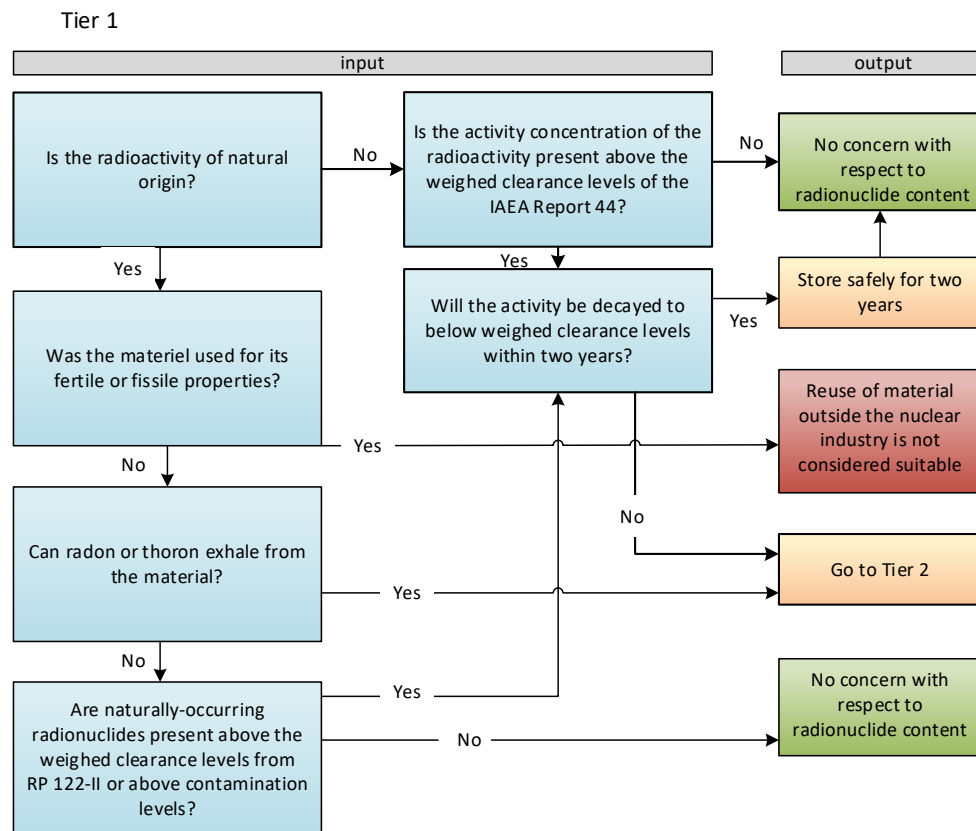 Tier 1
input
output
Is the radioactivity of natural
origin?
No
Is the activity concentration of the
radioactivity present above the
weighed clearance levels of the
IAEA Report 44?
No
No concern with
respect to
radionuclide content
Yes
Yes
Was the materiel used for its
fertile or fissile properties?
Will the activity be decayed to
below weighed clearance levels
within two years?
Yes
Store safely for two
years
Reuse of material
outside the nuclear
industry is not
considered suitable
Yes
No
Can radon or thoron exhale from
the material?
No
Go to Tier 2
Yes
No
Are naturally-occurring
radionuclides present above the
weighed clearance levels from
RP 122-II or above contamination
levels?
Yes
No
No concern with
respect to
radionuclide content